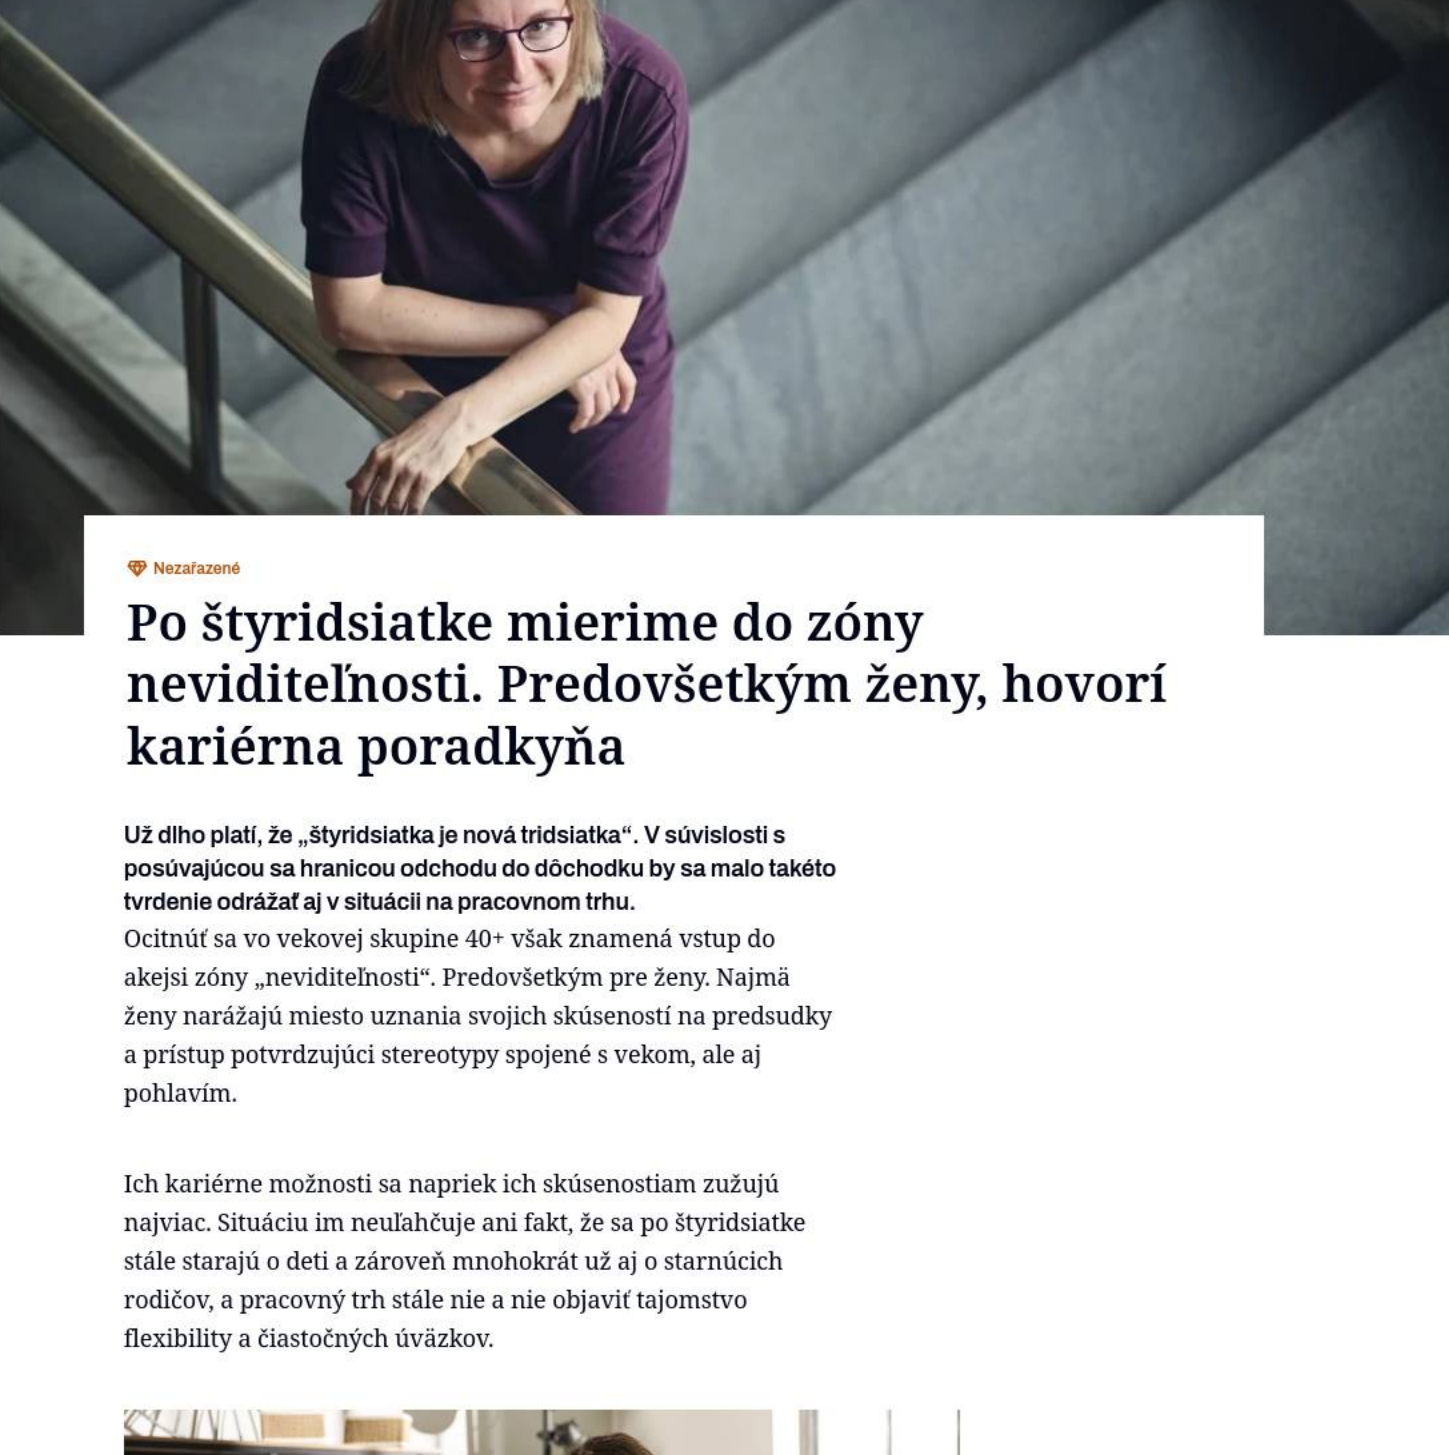 Nezařazené
Po štyridsiatke mierime do zóny
neviditeľnosti. Predovšetkým ženy, hovorí
kariérna poradkyňa
Už dlho platí, že „štyridsiatka je nová tridsiatka“. V súvislosti s
posúvajúcou sa hranicou odchodu do dôchodku by sa malo takéto
tvrdenie odrážať aj v situácii na pracovnom trhu.
Ocitnúť sa vo vekovej skupine 40+ však znamená vstup do
akejsi zóny „neviditeľnosti“. Predovšetkým pre ženy. Najmä
ženy narážajú miesto uznania svojich skúseností na predsudky
a prístup potvrdzujúci stereotypy spojené s vekom, ale aj
pohlavím.
Ich kariérne možnosti sa napriek ich skúsenostiam zužujú
najviac. Situáciu im neuľahčuje ani fakt, že sa po štyridsiatke
stále starajú o deti a zároveň mnohokrát už aj o starnúcich
rodičov, a pracovný trh stále nie a nie objaviť tajomstvo
flexibility a čiastočných úväzkov.